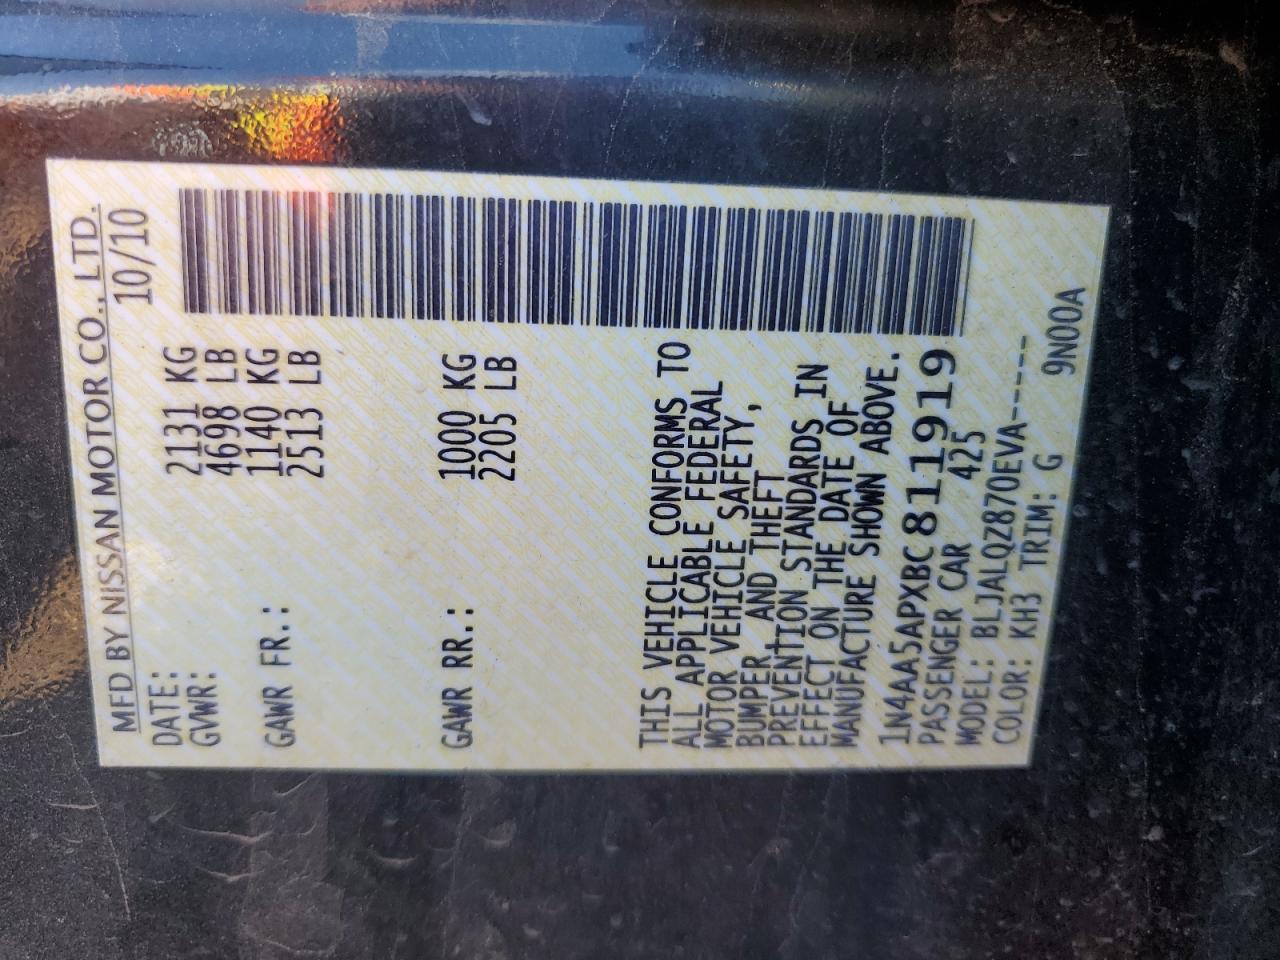 MFD BY NISSAN MOTOR CO., LTD.
DATE: 10/10
GVWR: 2131 KG
4698 LB
GAWR FR.: 1140 KG
2513 LB
GAWR RR.: 1000 KG
2205 LB
THIS VEHICLE CONFORMS TO
ALL APPLICABLE FEDERAL
MOTOR VEHICLE SAFETY,
BUMPER AND THEFT
PREVENTION STANDARDS IN
EFFECT ON THE DATE OF
MANUFACTURE SHOWN ABOVE.
1N4AA5APXBC811919
PASSENGER CAR 425
MODEL: BLJALQZ870EVA-----
COLOR: KH3 TRIM: G 9N00A